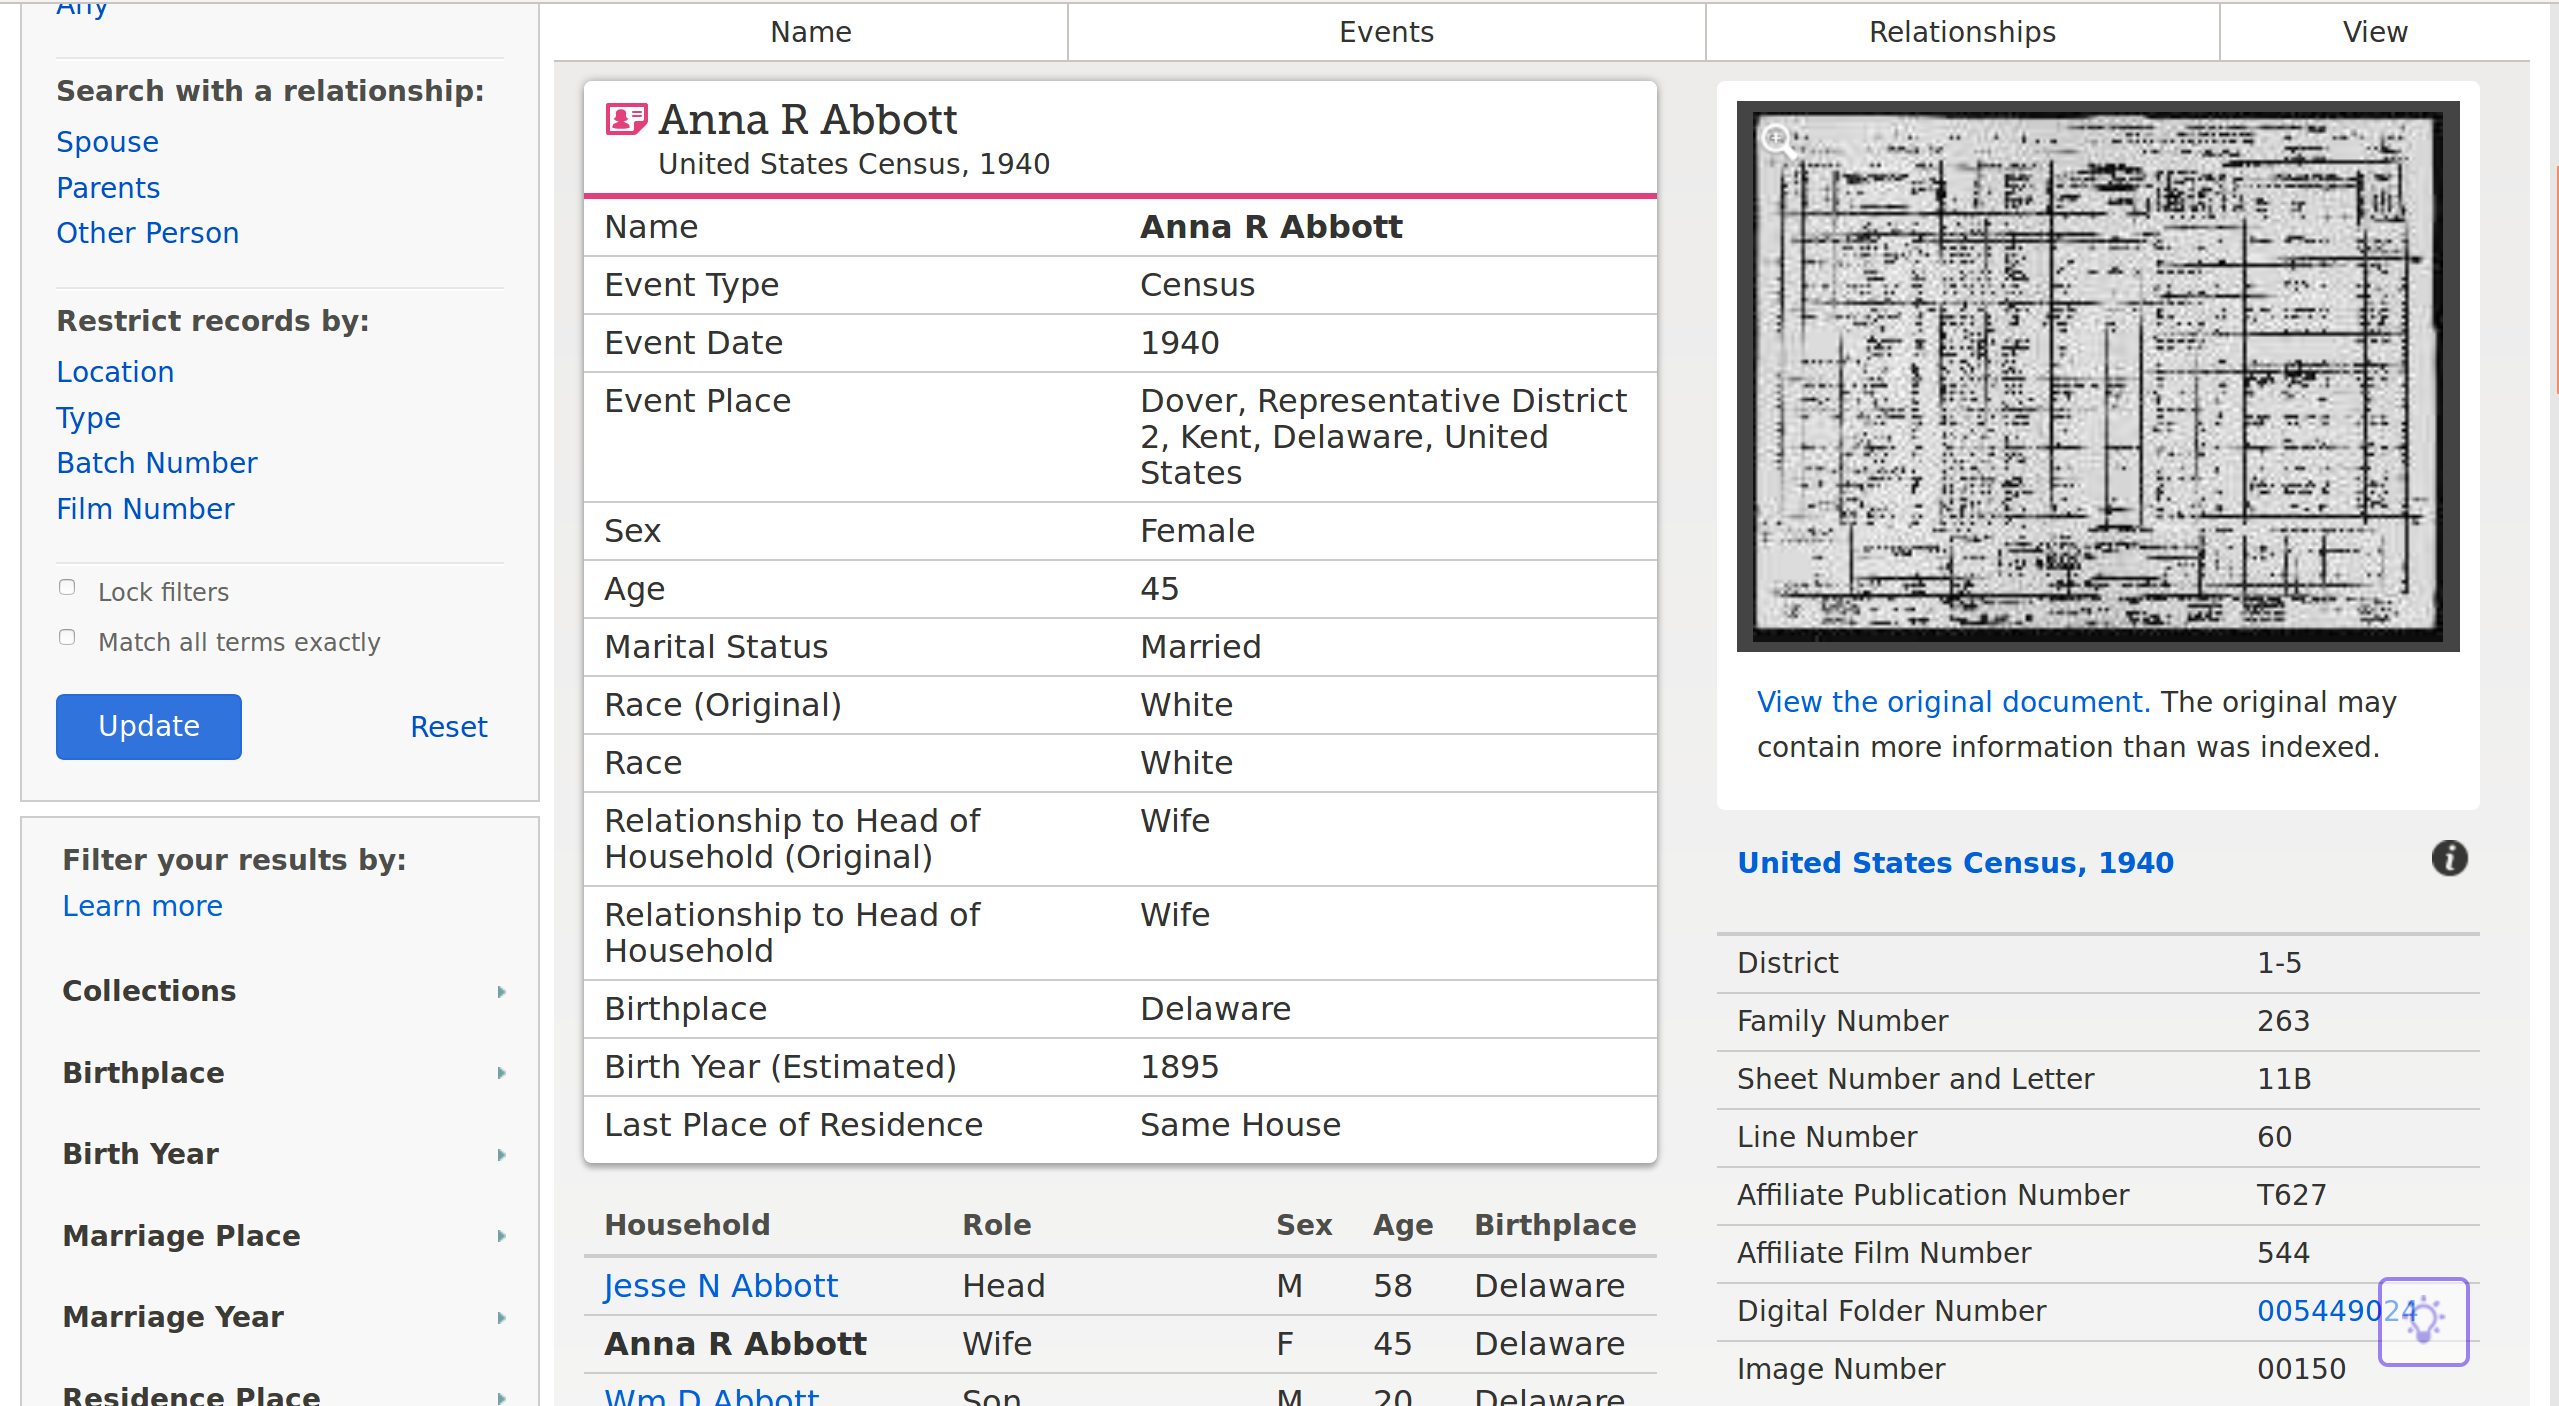 Any
Search with a relationship:
Spouse
Parents
Other Person
Restrict records by:
Location
Type
Batch Number
Film Number
Lock filters
Match all terms exactly
Update Reset
Filter your results by:
Learn more
Collections
Birthplace
Birth Year
Marriage Place
Marriage Year
Residence Place
Name Events Relationships View
Anna R Abbott
United States Census, 1940
Name Anna R Abbott
Event Type Census
Event Date 1940
Event Place Dover, Representative District
2, Kent, Delaware, United
States
Sex Female
Age 45
Marital Status Married
Race (Original) White
Race White
Relationship to Head of Wife
Household (Original)
Relationship to Head of Wife
Household
Birthplace Delaware
Birth Year (Estimated) 1895
Last Place of Residence Same House
Household Role Sex Age Birthplace
Jesse N Abbott Head M 58 Delaware
Anna R Abbott Wife F 45 Delaware
Wm D Abbott Son M 20 Delaware
View the original document. The original may
contain more information than was indexed.
United States Census, 1940
District 1-5
Family Number 263
Sheet Number and Letter 11B
Line Number 60
Affiliate Publication Number T627
Affiliate Film Number 544
Digital Folder Number 005449024
Image Number 00150